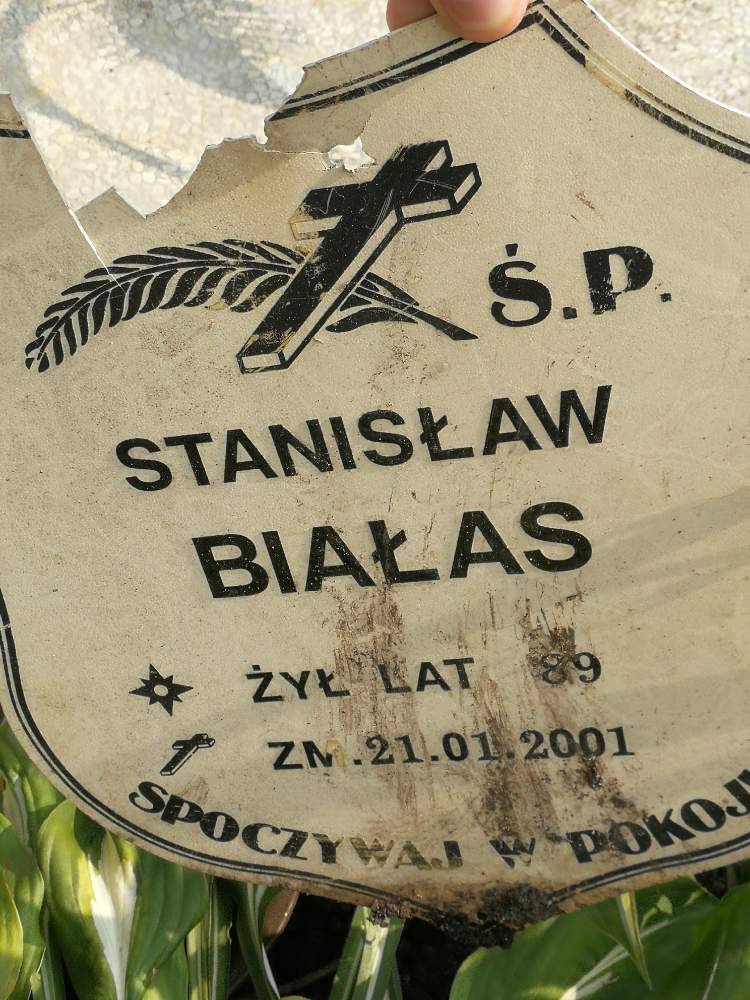 Ś.P.
STANISŁAW
BIAŁAS
ŻYŁ LAT 89
ZM.21.01.2001
SPOCZYWAJ W POKOJU